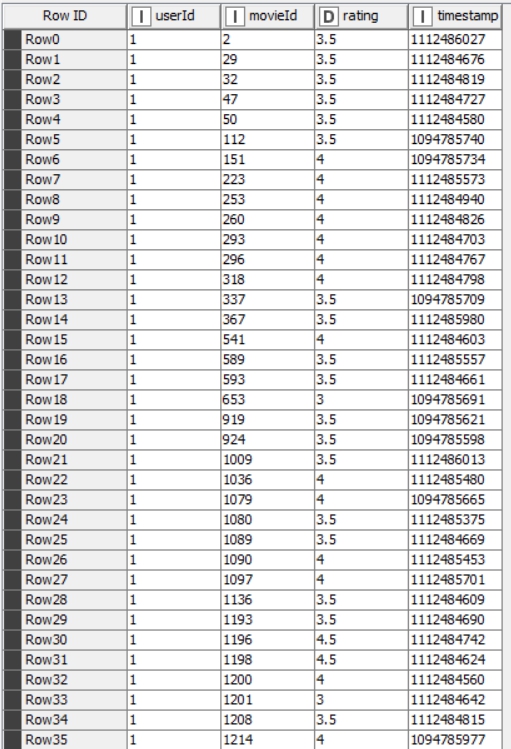 Row ID I userId I movieId D rating I timestamp
Row0 1 2 3.5 1112486027
Row1 1 29 3.5 1112484676
Row2 1 32 3.5 1112484819
Row3 1 47 3.5 1112484727
Row4 1 50 3.5 1112484580
Row5 1 112 3.5 1094785740
Row6 1 151 4 1094785734
Row7 1 223 4 1112485573
Row8 1 253 4 1112484940
Row9 1 260 4 1112484826
Row10 1 293 4 1112484703
Row11 1 296 4 1112484767
Row12 1 318 4 1112484798
Row13 1 337 3.5 1094785709
Row14 1 367 3.5 1112485980
Row15 1 541 4 1112484603
Row16 1 589 3.5 1112485557
Row17 1 593 3.5 1112484661
Row18 1 653 3 1094785691
Row19 1 919 3.5 1094785621
Row20 1 924 3.5 1094785598
Row21 1 1009 3.5 1112486013
Row22 1 1036 4 1112485480
Row23 1 1079 4 1094785665
Row24 1 1080 3.5 1112485375
Row25 1 1089 3.5 1112484669
Row26 1 1090 4 1112485453
Row27 1 1097 4 1112485701
Row28 1 1136 3.5 1112484609
Row29 1 1193 3.5 1112484690
Row30 1 1196 4.5 1112484742
Row31 1 1198 4.5 1112484624
Row32 1 1200 4 1112484560
Row33 1 1201 3 1112484642
Row34 1 1208 3.5 1112484815
Row35 1 1214 4 1094785977